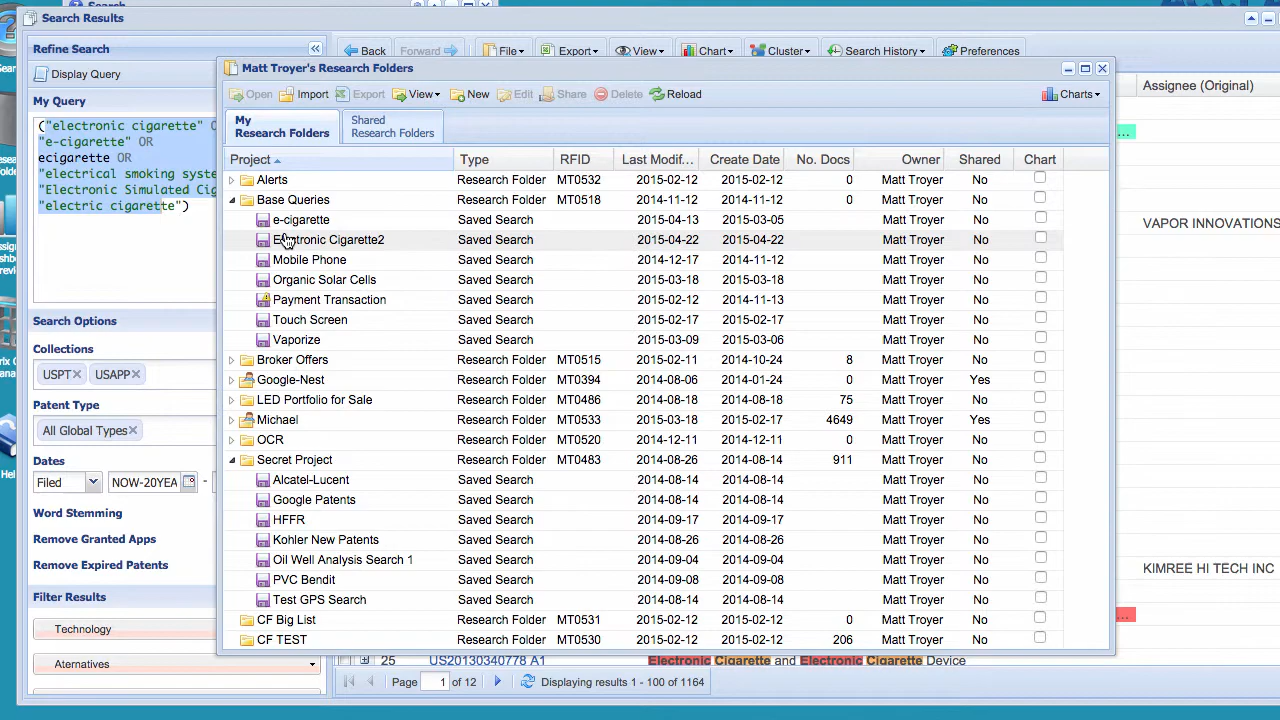 Search
Search Results
Refine Search
Display Query
My Query
("electronic cigarette"
"e-cigarette" OR
ecigarette OR
"electrical smoking syste
"Electronic Simulated Cig
"electric cigarette")
Search Options
Collections
USPT USAPP
Patent Type
All Global Types
Dates
Filed NOW-20YEA -
Word Stemming
Remove Granted Apps
Remove Expired Patents
Filter Results
Technology
Aternatives
Back Forward File Export View Chart Cluster Search History Preferences
Assignee (Original)
VAPOR INNOVATIONS
KIMREE HI TECH INC
Matt Troyer's Research Folders
Open Import Export View New Edit Share Delete Reload Charts
My Research Folders
Shared Research Folders
Project Type RFID Last Modif... Create Date No. Docs Owner Shared Chart
Alerts Research Folder MT0532 2015-02-12 2015-02-12 0 Matt Troyer No
Base Queries Research Folder MT0518 2014-11-12 2014-11-12 0 Matt Troyer No
e-cigarette Saved Search 2015-04-13 2015-03-05 Matt Troyer No
Electronic Cigarette2 Saved Search 2015-04-22 2015-04-22 Matt Troyer No
Mobile Phone Saved Search 2014-12-17 2014-11-12 Matt Troyer No
Organic Solar Cells Saved Search 2015-03-18 2015-03-18 Matt Troyer No
Payment Transaction Saved Search 2015-02-12 2014-11-13 Matt Troyer No
Touch Screen Saved Search 2015-02-17 2015-02-17 Matt Troyer No
Vaporize Saved Search 2015-03-09 2015-03-06 Matt Troyer No
Broker Offers Research Folder MT0515 2015-02-11 2014-10-24 8 Matt Troyer No
Google-Nest Research Folder MT0394 2014-08-06 2014-01-24 0 Matt Troyer Yes
LED Portfolio for Sale Research Folder MT0486 2014-08-18 2014-08-18 75 Matt Troyer No
Michael Research Folder MT0533 2015-03-18 2015-02-17 4649 Matt Troyer Yes
OCR Research Folder MT0520 2014-12-11 2014-12-11 0 Matt Troyer No
Secret Project Research Folder MT0483 2014-08-26 2014-08-14 911 Matt Troyer No
Alcatel-Lucent Saved Search 2014-08-14 2014-08-14 Matt Troyer No
Google Patents Saved Search 2014-08-14 2014-08-14 Matt Troyer No
HFFR Saved Search 2014-09-17 2014-09-17 Matt Troyer No
Kohler New Patents Saved Search 2014-08-26 2014-08-26 Matt Troyer No
Oil Well Analysis Search 1 Saved Search 2014-09-04 2014-09-04 Matt Troyer No
PVC Bendit Saved Search 2014-09-08 2014-09-08 Matt Troyer No
Test GPS Search Saved Search 2014-08-14 2014-08-14 Matt Troyer No
CF Big List Research Folder MT0531 2015-02-12 2015-02-12 0 Matt Troyer No
CF TEST Research Folder MT0530 2015-02-12 2015-02-12 206 Matt Troyer No
25 US20130340778 A1 Electronic Cigarette and Electronic Cigarette Device
Page 1 of 12 Displaying results 1 - 100 of 1164